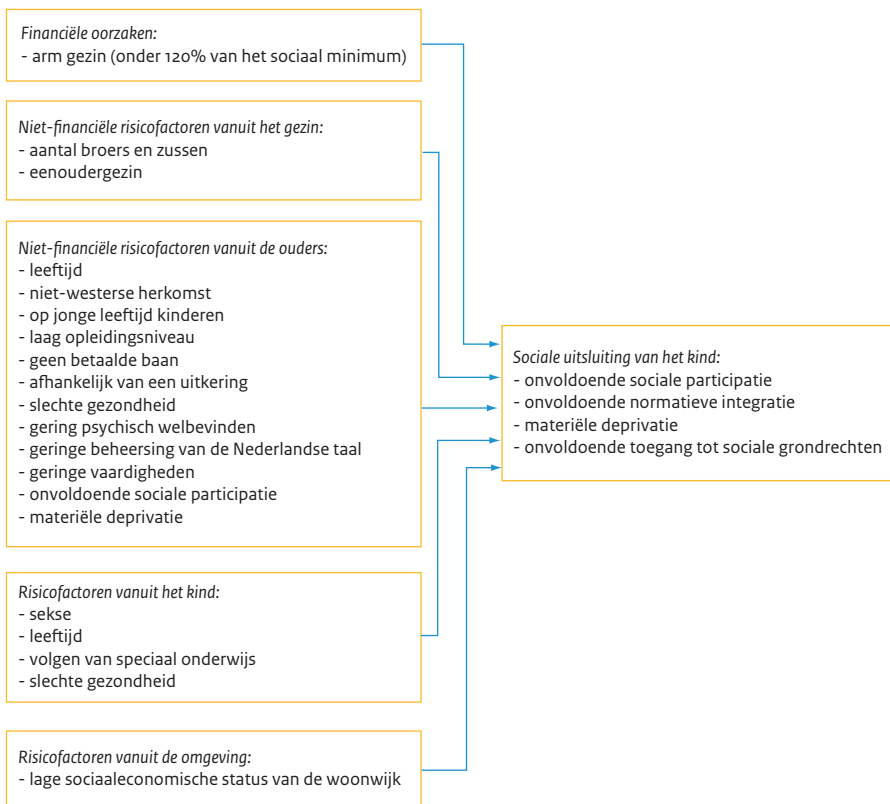 Financiële oorzaken:
- arm gezin (onder 120% van het sociaal minimum)
Niet-financiële risicofactoren vanuit het gezin:
- aantal broers en zussen
- eenoudergezin
Niet-financiële risicofactoren vanuit de ouders:
- leeftijd
- niet-westerse herkomst
- op jonge leeftijd kinderen
- laag opleidingsniveau
- geen betaalde baan
- afhankelijk van een uitkering
- slechte gezondheid
- gering psychisch welbevinden
- geringe beheersing van de Nederlandse taal
- geringe vaardigheden
- onvoldoende sociale participatie
- materiële deprivatie
Risicofactoren vanuit het kind:
- sekse
- leeftijd
- volgen van speciaal onderwijs
- slechte gezondheid
Risicofactoren vanuit de omgeving:
- lage sociaaleconomische status van de woonwijk
Sociale uitsluiting van het kind:
- onvoldoende sociale participatie
- onvoldoende normatieve integratie
- materiële deprivatie
- onvoldoende toegang tot sociale grondrechten